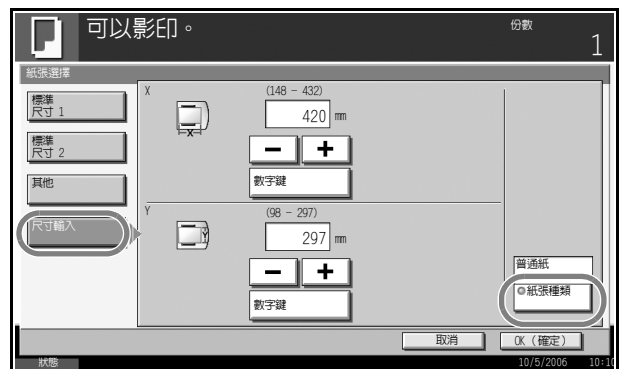 可以影印。
份數
1
紙張選擇
標準
尺寸 1
標準
尺寸 2
其他
尺寸輸入
X
(148 - 432)
420 mm
X
－ ＋
數字鍵
Y
(98 - 297)
Y
297 mm
－ ＋
數字鍵
普通紙
紙張種類
取消
OK (確定)
狀態
10/5/2006 10:10